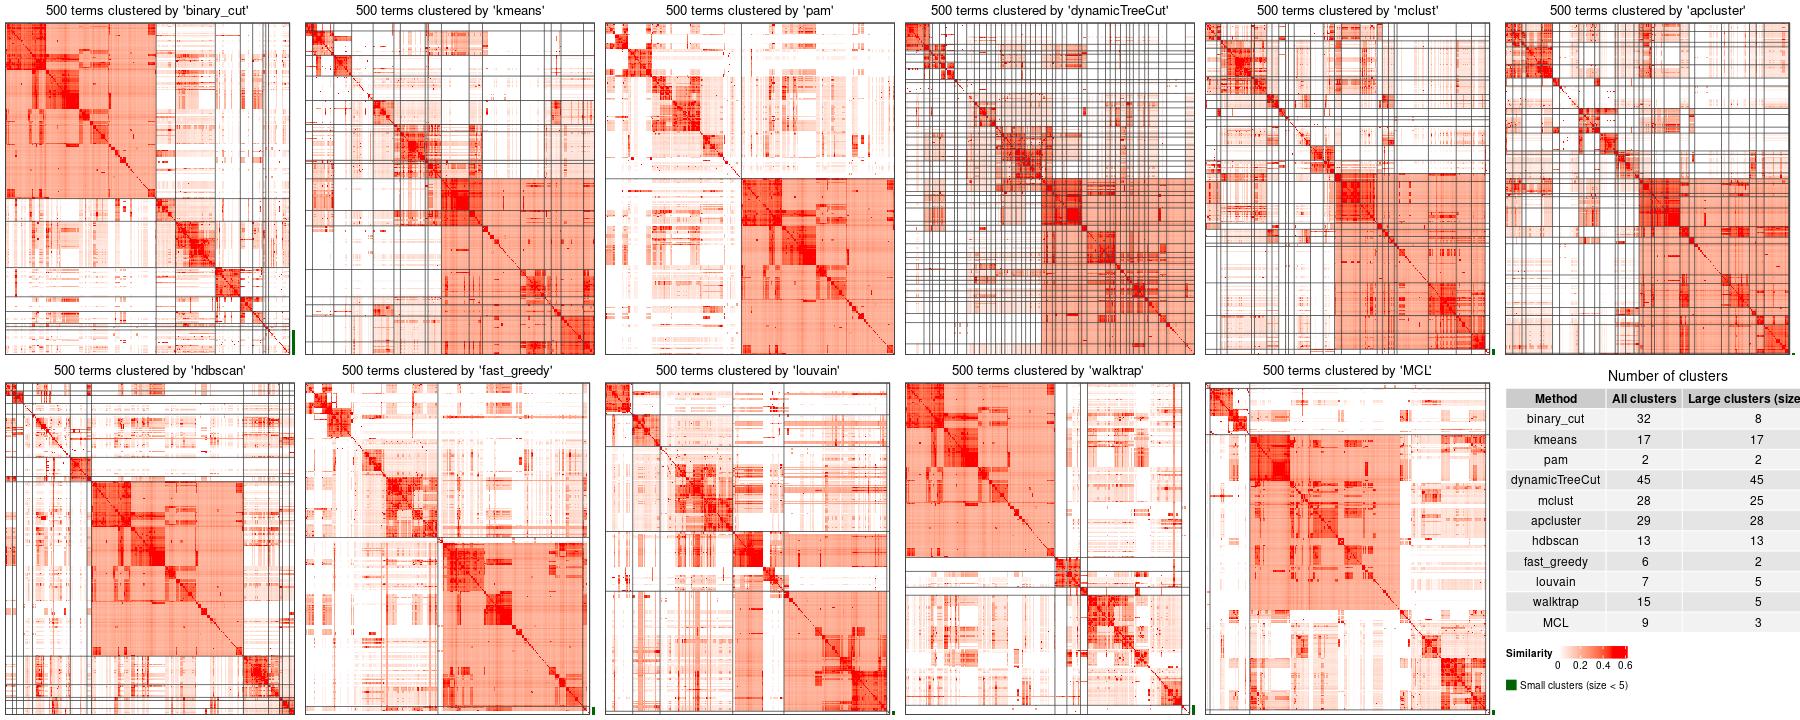 500 terms clustered by 'binary_cut'
500 terms clustered by 'kmeans'
500 terms clustered by 'pam'
500 terms clustered by 'dynamicTreeCut'
500 terms clustered by 'mclust'
500 terms clustered by 'apcluster'
500 terms clustered by 'hdbscan'
500 terms clustered by 'fast_greedy'
500 terms clustered by 'louvain'
500 terms clustered by 'walktrap'
500 terms clustered by 'MCL'
Number of clusters
Method All clusters Large clusters (size
binary_cut 32 8
kmeans 17 17
pam 2 2
dynamicTreeCut 45 45
mclust 28 25
apcluster 29 28
hdbscan 13 13
fast_greedy 6 2
louvain 7 5
walktrap 15 5
MCL 9 3
Similarity
0 0.2 0.4 0.6
Small clusters (size < 5)